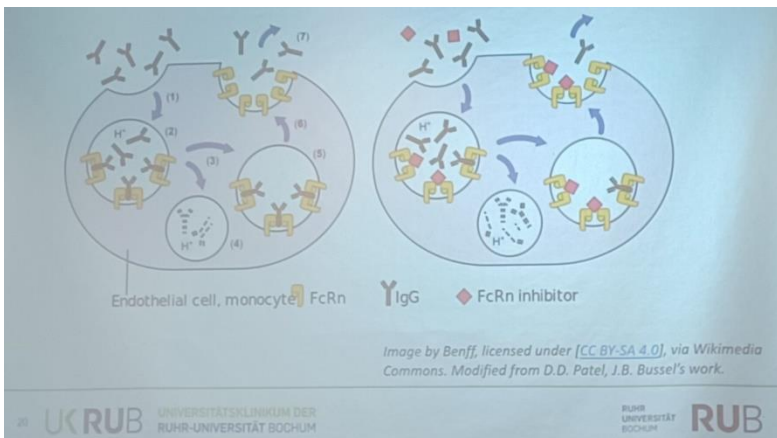 (1)
(2)
(3)
(4)
(5)
(6)
(7)
H⁺
H⁺
H⁺
H⁺
Endothelial cell, monocyte
FcRn
IgG
FcRn inhibitor
Image by Benff, licensed under [CC BY-SA 4.0], via Wikimedia
Commons. Modified from D.D. Patel, J.B. Bussel's work.
20
UK RUB
UNIVERSITÄTSKLINIKUM DER
RUHR-UNIVERSITÄT BOCHUM
RUHR
UNIVERSITÄT
BOCHUM
RUB